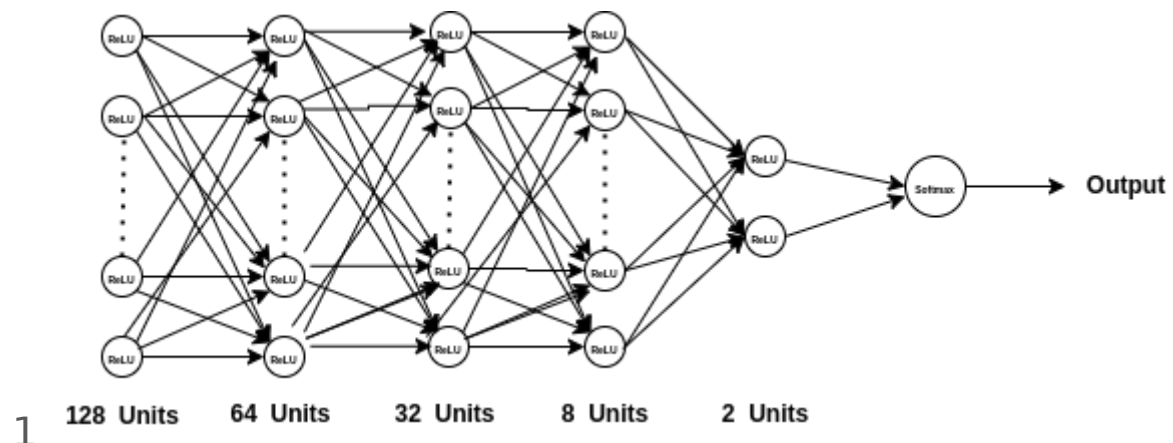 ReLU ReLU ReLU ReLU
ReLU ReLU ReLU ReLU
ReLU
Softmax Output
ReLU
ReLU ReLU ReLU ReLU
ReLU ReLU ReLU ReLU
128 Units 64 Units 32 Units 8 Units 2 Units
1